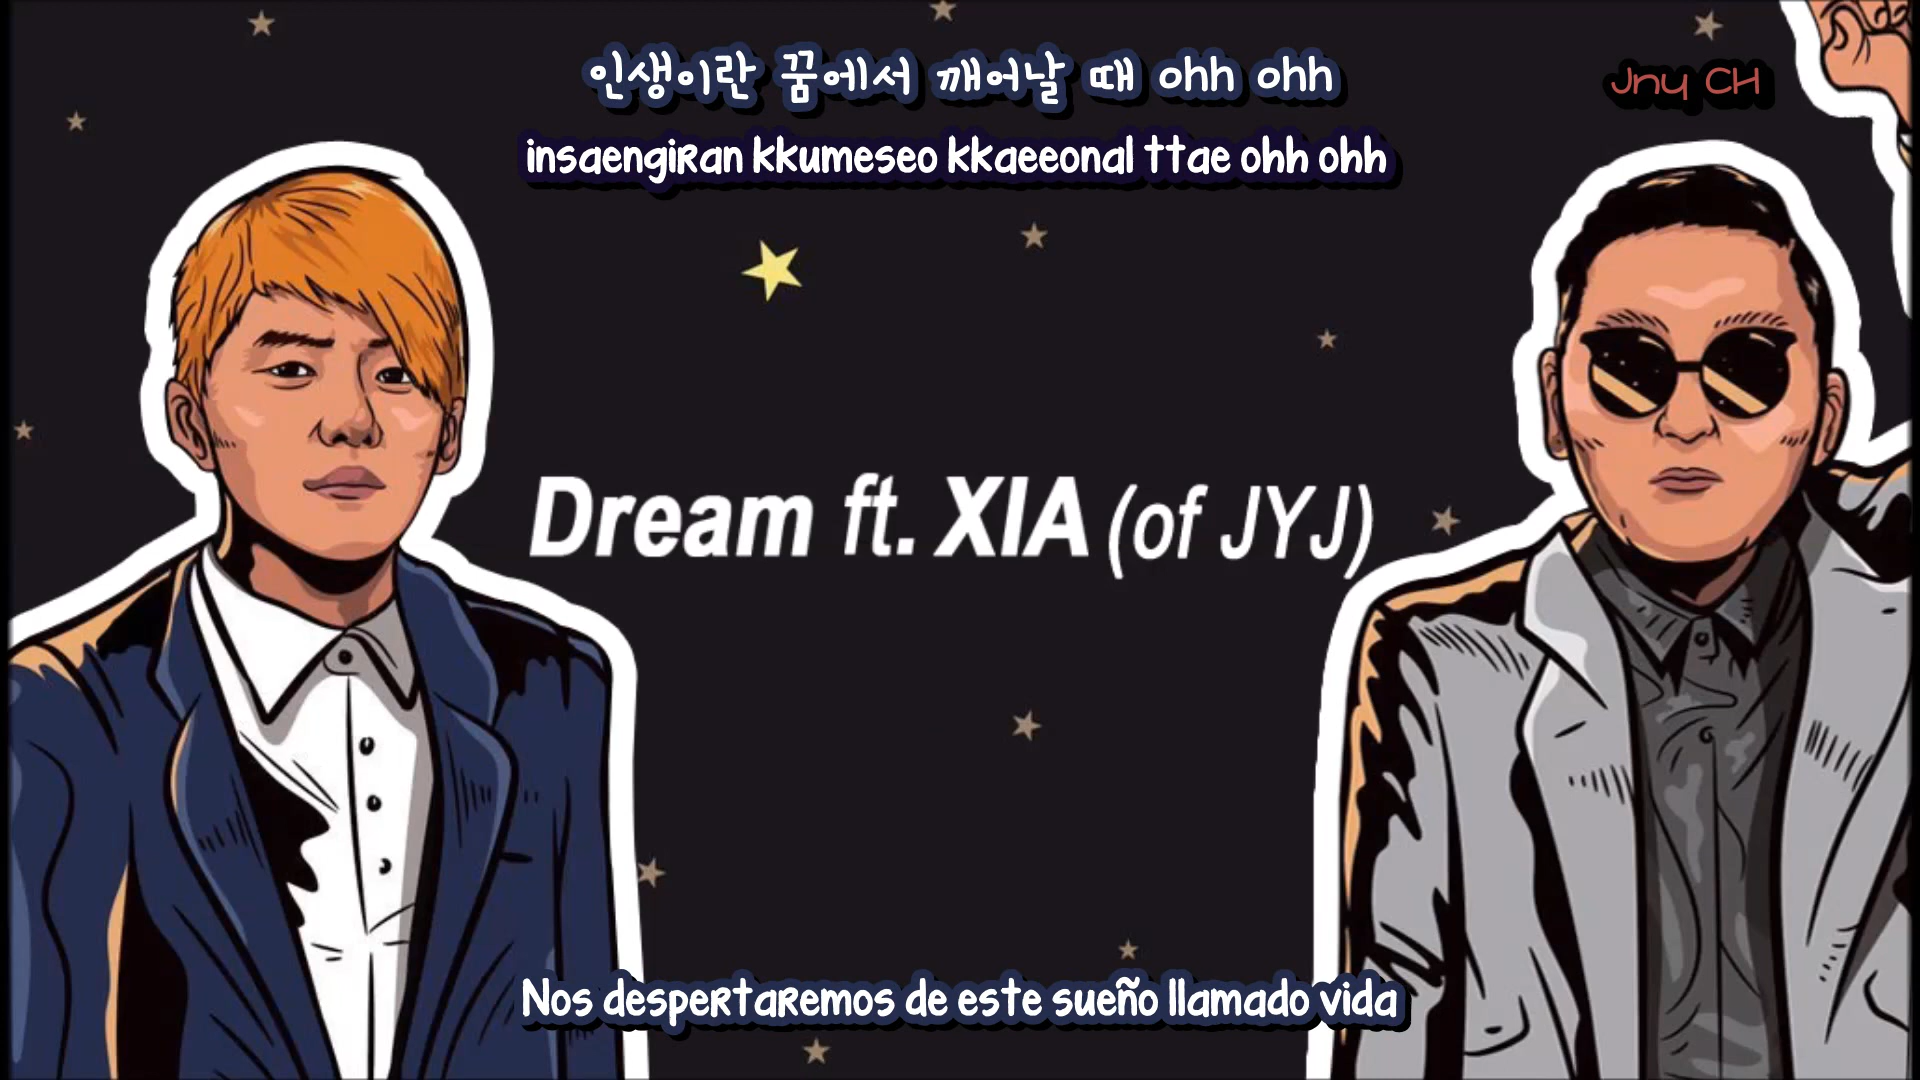 인생이란 꿈에서 깨어날 때 ohh ohh
Jny CH
insaengiran kkumeseo kkaeeonal ttae ohh ohh
Dream ft. XIA (of JYJ)
Nos despertaremos de este sueño llamado vida